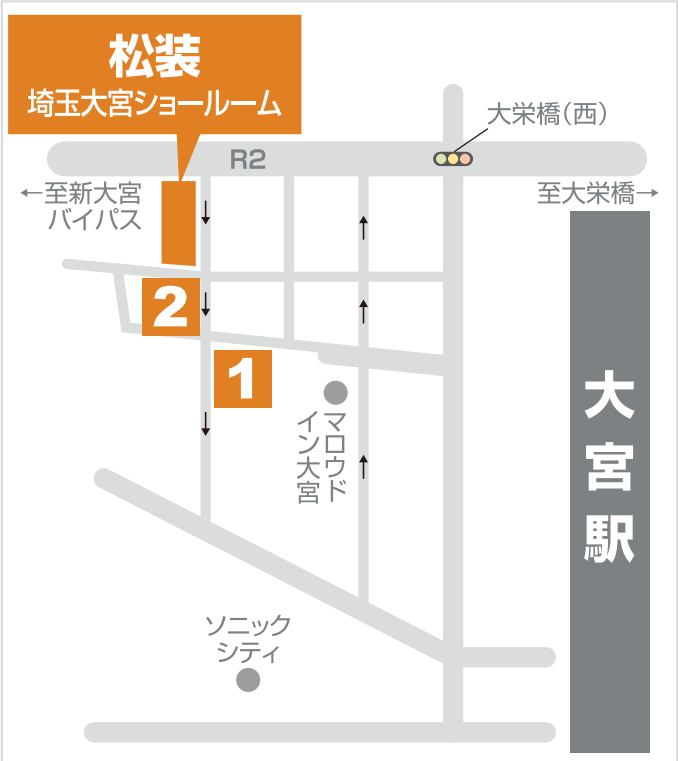 松装
埼玉大宮ショールーム
大栄橋(西)
R2
←至新大宮
バイパス
至大栄橋→
2
1
マロウド
イン大宮
大宮駅
ソニック
シティ